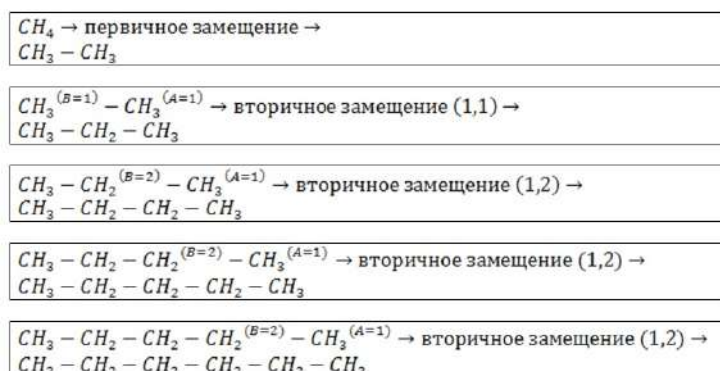 CH₄ → первичное замещение →
CH₃ − CH₃
CH₃⁽ᴮ⁼¹⁾ − CH₃⁽ᴬ⁼¹⁾ → вторичное замещение (1,1) →
CH₃ − CH₂ − CH₃
CH₃ − CH₂⁽ᴮ⁼²⁾ − CH₃⁽ᴬ⁼¹⁾ → вторичное замещение (1,2) →
CH₃ − CH₂ − CH₂ − CH₃
CH₃ − CH₂ − CH₂⁽ᴮ⁼²⁾ − CH₃⁽ᴬ⁼¹⁾ → вторичное замещение (1,2) →
CH₃ − CH₂ − CH₂ − CH₂ − CH₃
CH₃ − CH₂ − CH₂ − CH₂⁽ᴮ⁼²⁾ − CH₃⁽ᴬ⁼¹⁾ → вторичное замещение (1,2) →
CH₃ − CH₂ − CH₂ − CH₂ − CH₂ − CH₃